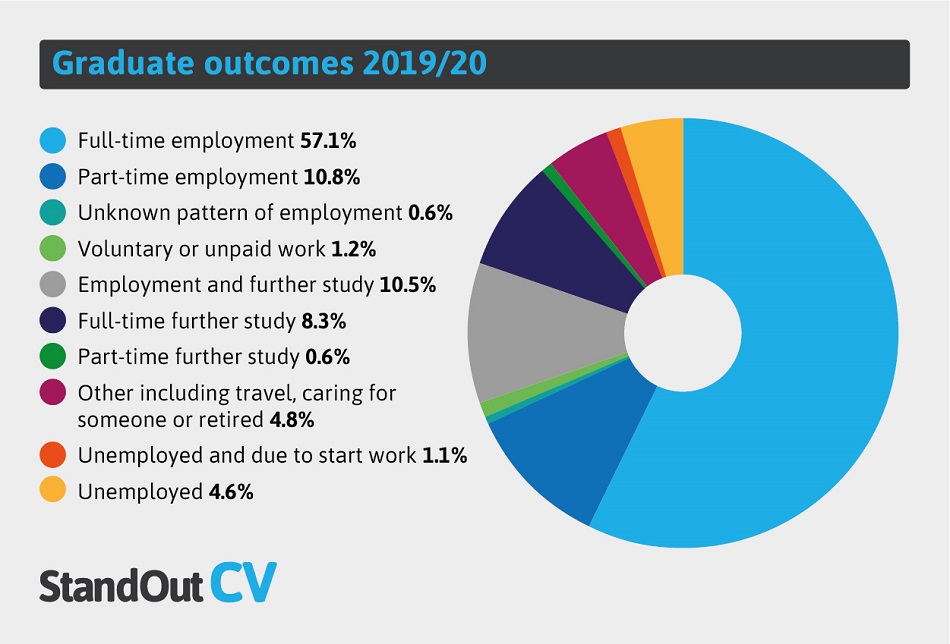 Graduate outcomes 2019/20
Full-time employment 57.1%
Part-time employment 10.8%
Unknown pattern of employment 0.6%
Voluntary or unpaid work 1.2%
Employment and further study 10.5%
Full-time further study 8.3%
Part-time further study 0.6%
Other including travel, caring for
someone or retired 4.8%
Unemployed and due to start work 1.1%
Unemployed 4.6%
StandOut CV